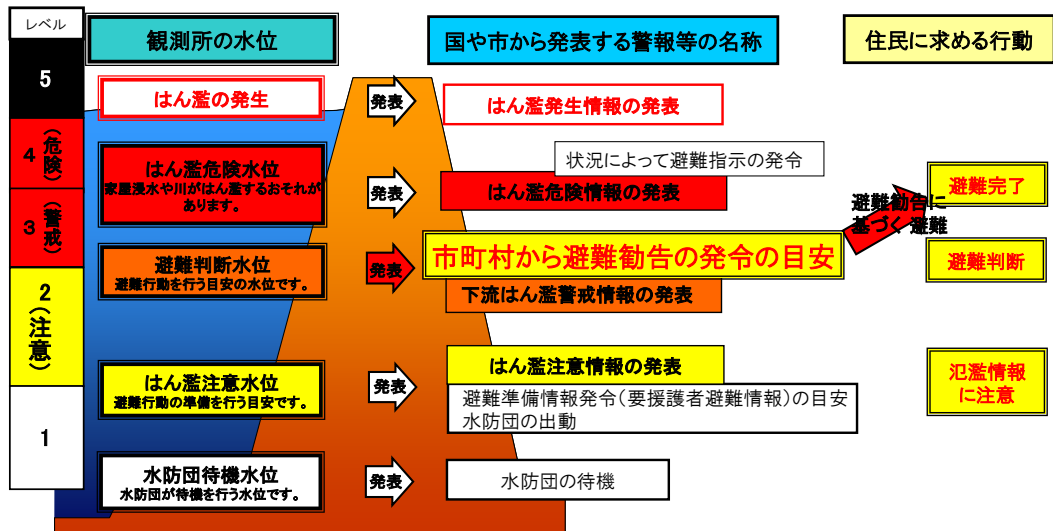 レベル
観測所の水位
国や市から発表する警報等の名称
住民に求める行動
5
はん濫の発生
発表
はん濫発生情報の発表
4
(危険)
はん濫危険水位
家屋浸水や川がはん濫するおそれが
あります。
発表
状況によって避難指示の発令
はん濫危険情報の発表
避難勧告に
基づく 避難
避難完了
3
(警戒)
避難判断水位
避難行動を行う目安の水位です。
発表
市町村から避難勧告の発令の目安
下流はん濫警戒情報の発表
避難判断
2
(注意)
はん濫注意水位
避難行動の準備を行う目安です。
発表
はん濫注意情報の発表
避難準備情報発令(要援護者避難情報)の目安
水防団の出動
氾濫情報
に注意
1
水防団待機水位
水防団が待機を行う水位です。
発表
水防団の待機